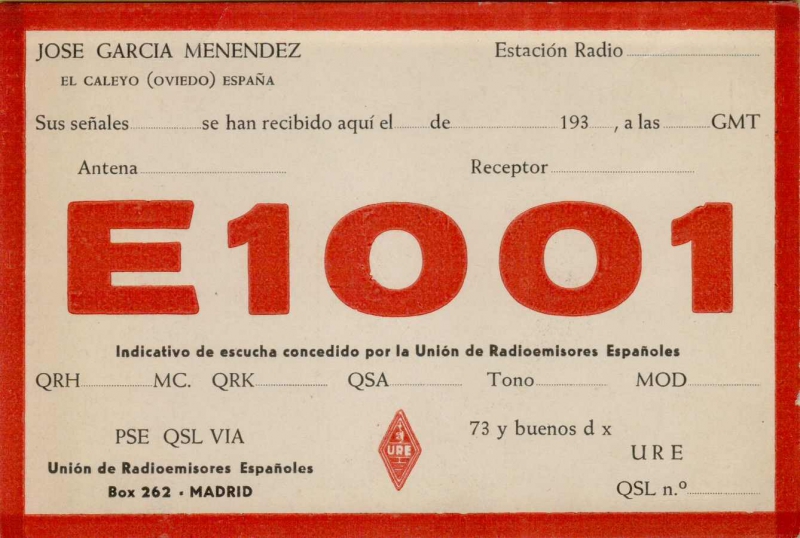 JOSE GARCIA MENENDEZ
Estación Radio
EL CALEYO (OVIEDO) ESPAÑA
Sus señales se han recibido aquí el de 193 , a las GMT
Antena Receptor
E1001
Indicativo de escucha concedido por la Unión de Radioemisores Españoles
QRH MC. QRK QSA Tono MOD
PSE QSL VIA
Unión de Radioemisores Españoles
Box 262 - MADRID
URE
73 y buenos d x
U R E
QSL n.º